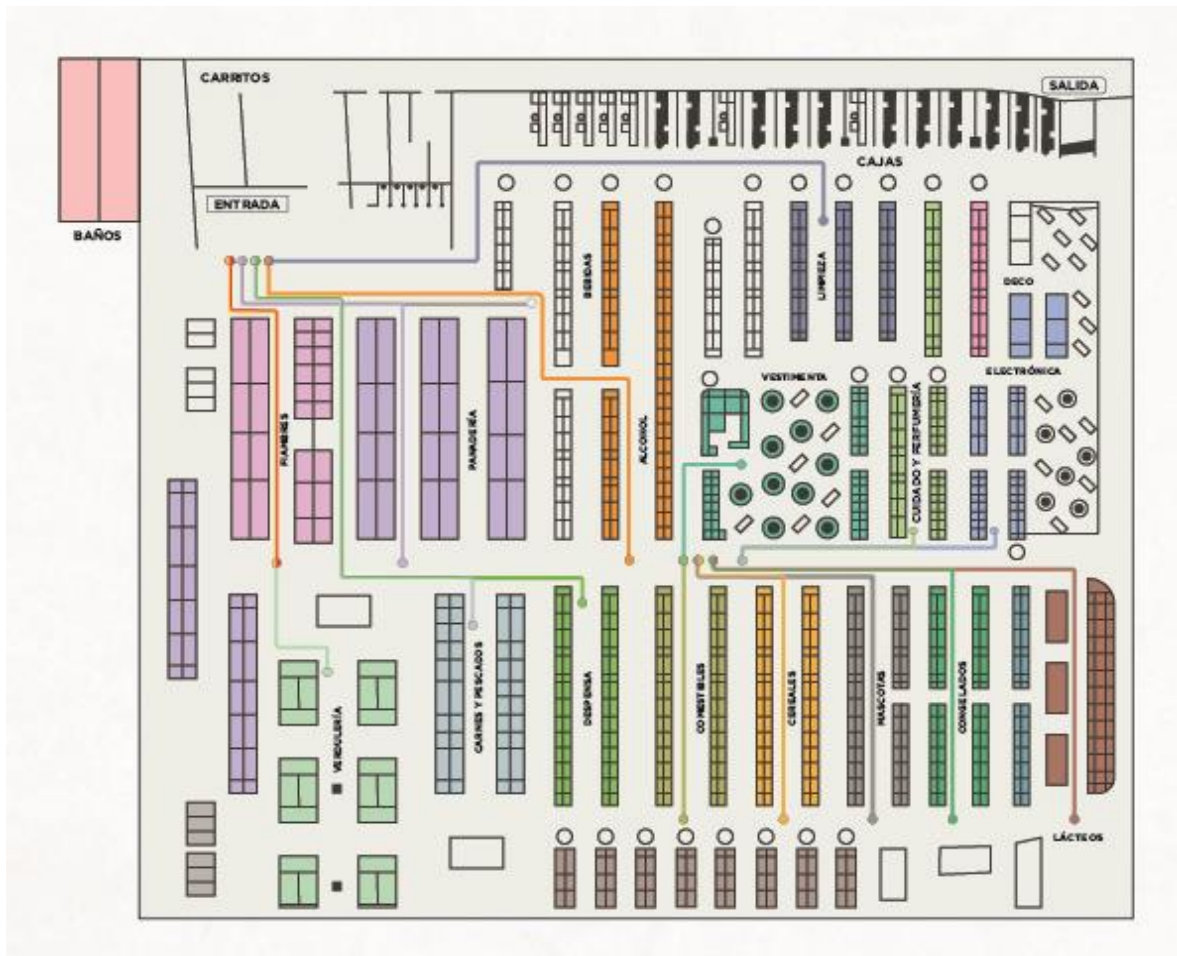 CARRITOS
SALIDA
CAJAS
ENTRADA
BAÑOS
BEBIDAS
LIMPIEZA
DECO
VESTIMENTA
ELECTRÓNICA
FIAMBRES
PANADERÍA
ALCOHOL
CUIDADO Y PERFUMERÍA
VERDULERÍA
CARNES Y PESCADOS
DESPENSA
COMESTIBLES
CEREALES
MASCOTAS
CONGELADOS
LÁCTEOS